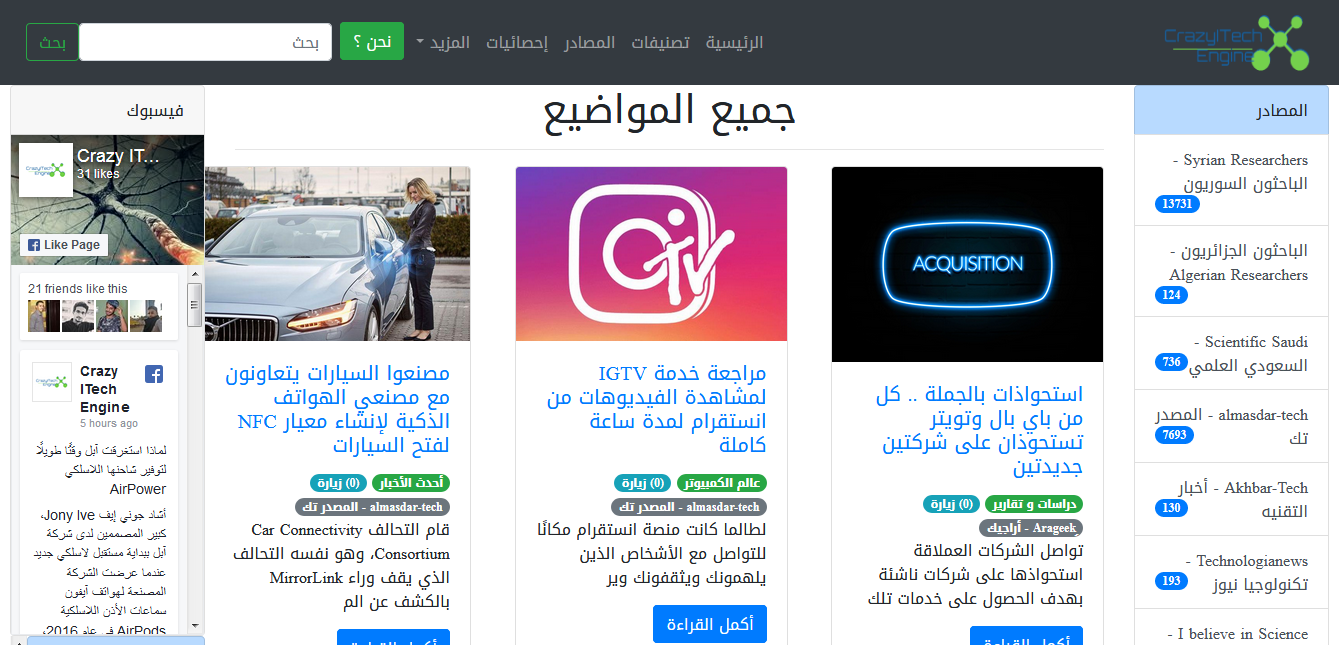 CrazyITech
Engine
الرئيسية
تصنيفات
المصادر
إحصائيات
المزيد
نحن ؟
بحث
بحث
المصادر
Syrian Researchers -
الباحثون السوريون
13731
الباحثون الجزائريون -
Algerian Researchers
124
Scientific Saudi -
السعودي العلمي
736
almasdar-tech - المصدر
تك
7693
Akhbar-Tech - أخبار
التقنيه
130
Technologianews -
تكنولوجيا نيوز
193
I believe in Science -
جميع المواضيع
ACQUISITION
استحواذات بالجملة .. كل
من باي بال وتويتر
تستحوذان على شركتين
جديدتين
دراسات و تقارير
(0) زيارة
Arageek - أراجيك
تواصل الشركات العملاقة
استحواذها على شركات ناشئة
بهدف الحصول على خدمات تلك
أكمل القراءة
IGTV
مراجعة خدمة IGTV
لمشاهدة الفيديوهات من
انستقرام لمدة ساعة
كاملة
عالم الكمبيوتر
(0) زيارة
almasdar-tech - المصدر تك
لطالما كانت منصة انستقرام مكانًا
للتواصل مع الأشخاص الذين
يلهمونك ويثقفونك وير
أكمل القراءة
مصنعوا السيارات يتعاونون
مع مصنعي الهواتف
الذكية لإنشاء معيار NFC
لفتح السيارات
أحدث الأخبار
(0) زيارة
almasdar-tech - المصدر تك
قام التحالف Car Connectivity
Consortium، وهو نفسه التحالف
الذي يقف وراء MirrorLink
بالكشف عن الم
أكمل القراءة
فيسبوك
Crazy IT...
31 likes
Like Page
21 friends like this
Crazy
ITech
Engine
5 hours ago
لماذا استغرقت آبل وقتًا طويلًا
لتوفير شاحنها اللاسلكي
AirPower
أشاد جوني إيف Jony Ive،
كبير المصممين لدى شركة
آبل ببداية مستقبل لاسلكي جديد
عندما عرضت الشركة
المصنعة لهواتف آيفون
سماعات الأذن اللاسلكية
AirPods في عام 2016،